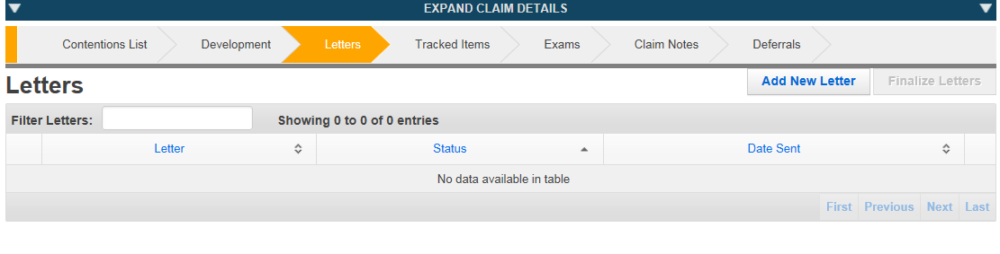 EXPAND CLAIM DETAILS
Contentions List Development Letters Tracked Items Exams Claim Notes Deferrals
Letters
Add New Letter Finalize Letters
Filter Letters: Showing 0 to 0 of 0 entries
Letter Status Date Sent
No data available in table
First Previous Next Last